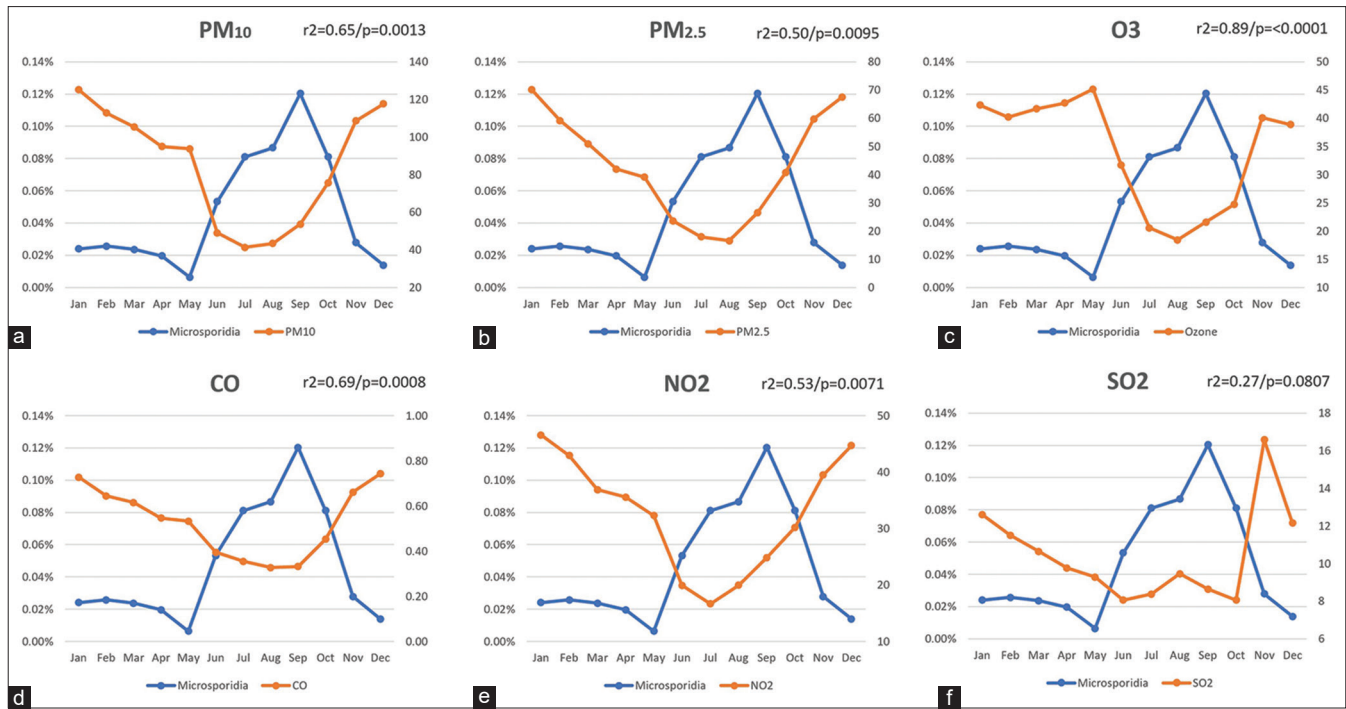 PM10 r2=0.65/p=0.0013
0.14% 140
0.12% 120
0.10% 100
0.08% 80
0.06% 60
0.04% 40
0.02%
0.00% 20
Jan Feb Mar Apr May Jun Jul Aug Sep Oct Nov Dec
Microsporidia PM10
a
PM2.5 r2=0.50/p=0.0095
0.14% 80
0.12% 70
0.10% 60
0.08% 50
0.06% 40
0.04% 30
0.02% 20
0.00% 10
0
Jan Feb Mar Apr May Jun Jul Aug Sep Oct Nov Dec
Microsporidia PM2.5
b
O3 r2=0.89/p=<0.0001
0.14% 50
0.12% 45
0.10% 40
0.08% 35
0.06% 30
0.04% 25
0.02% 20
0.00% 15
10
Jan Feb Mar Apr May Jun Jul Aug Sep Oct Nov Dec
Microsporidia Ozone
c
CO r2=0.69/p=0.0008
0.14% 1.00
0.12% 0.80
0.10% 0.60
0.08% 0.40
0.06% 0.20
0.04% 0.00
0.02%
0.00%
Jan Feb Mar Apr May Jun Jul Aug Sep Oct Nov Dec
Microsporidia CO
d
NO2 r2=0.53/p=0.0071
0.14% 50
0.12% 40
0.10% 30
0.08% 20
0.06% 10
0.04%
0.02%
0.00%
Jan Feb Mar Apr May Jun Jul Aug Sep Oct Nov Dec
Microsporidia NO2
e
SO2 r2=0.27/p=0.0807
0.14% 18
0.12% 16
0.10% 14
0.08% 12
0.06% 10
0.04% 8
0.02% 6
0.00%
Jan Feb Mar Apr May Jun Jul Aug Sep Oct Nov Dec
Microsporidia SO2
f